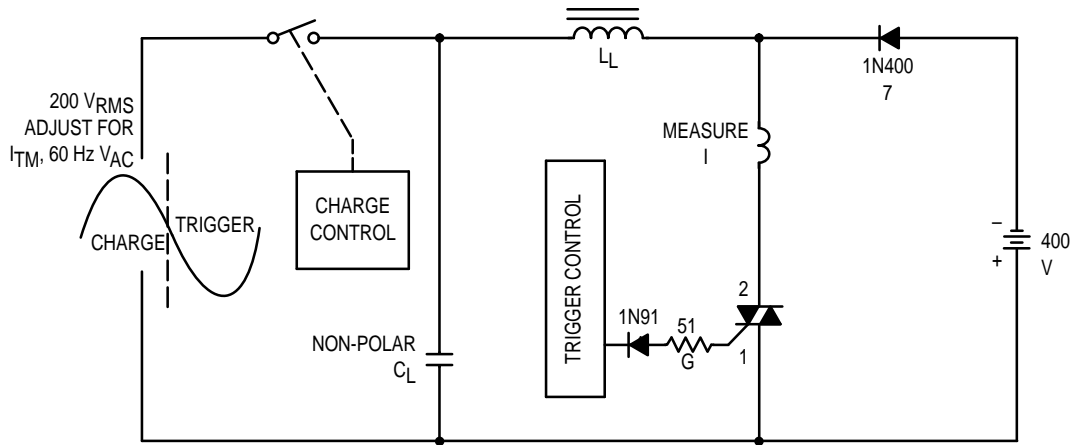 200 VRMS
ADJUST FOR
ITM, 60 Hz VAC
CHARGE
TRIGGER
CHARGE
CONTROL
NON-POLAR
CL
LL
MEASURE
I
TRIGGER CONTROL
1N91
51
G
2
1
1N400
7
–
+
400
V